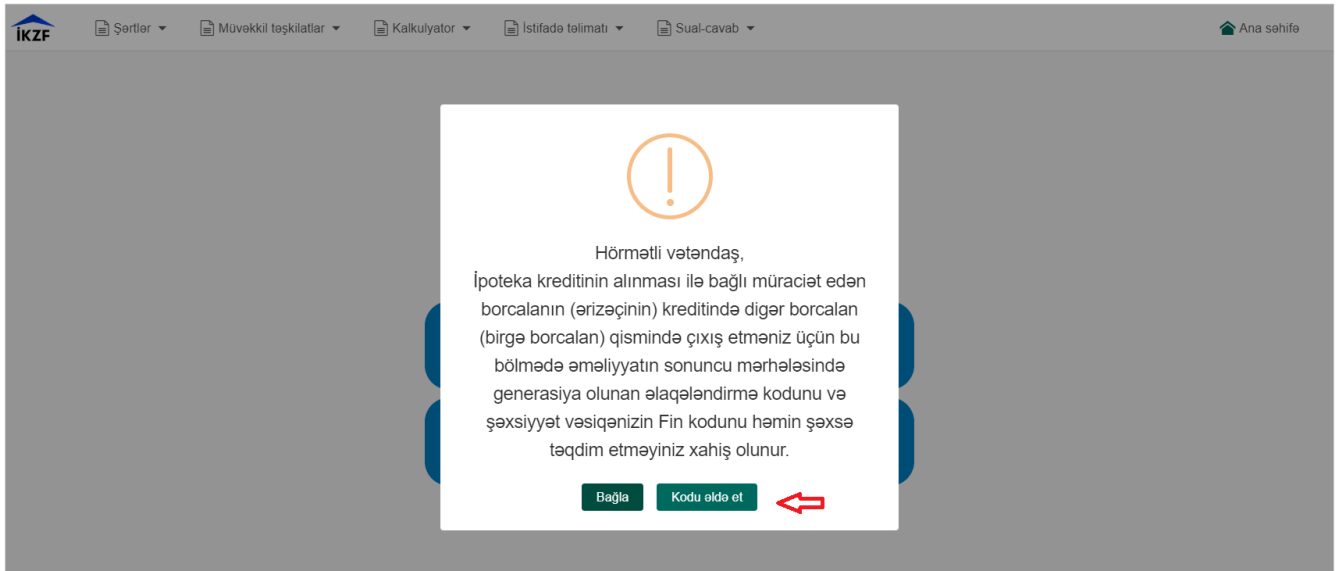 İKZF
Şərtlər
Müvəkkil təşkilatlar
Kalkulyator
İstifadə təlimatı
Sual-cavab
Ana səhifə
Hörmətli vətəndaş,
İpoteka kreditinin alınması ilə bağlı müraciət edən
borcalanın (ərizəçinin) kreditində digər borcalan
(birgə borcalan) qismində çıxış etməniz üçün bu
bölmədə əməliyyatın sonuncu mərhələsində
generasiya olunan əlaqələndirmə kodunu və
şəxsiyyət vəsiqənizin Fin kodunu həmin şəxsə
təqdim etməyiniz xahiş olunur.
Bağla
Kodu əldə et